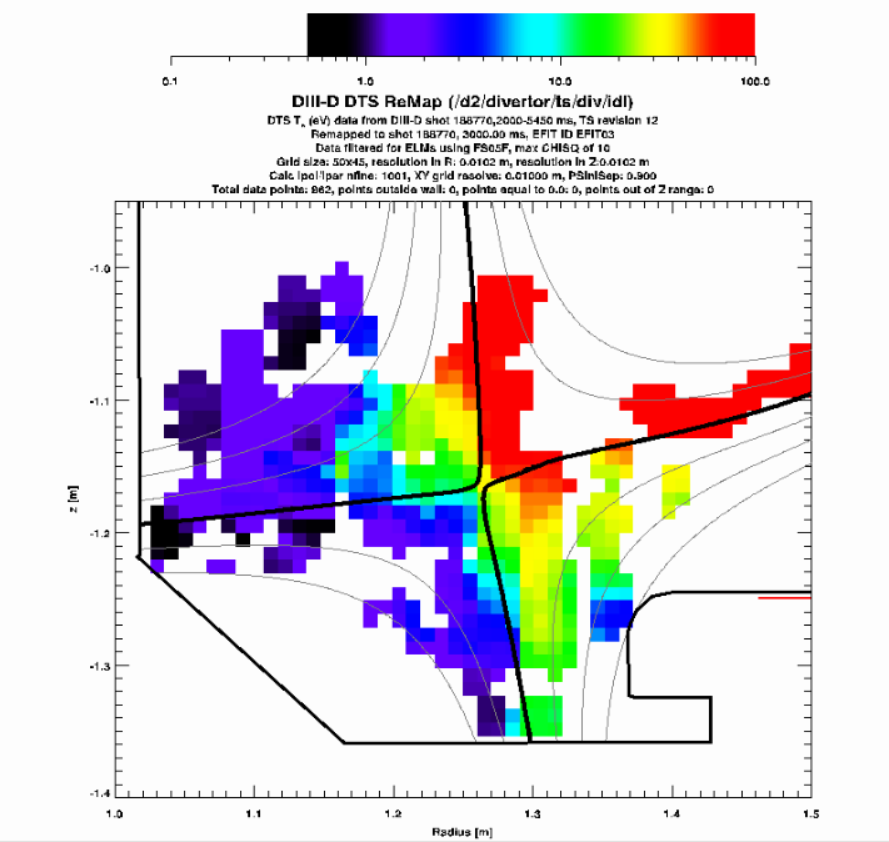 0.1 1.0 10.0 100.0
DIII-D DTS ReMap (/d2/divertor/ts/div/idl)
DTS Tₑ (eV) data from DIII-D shot 188770,2000-5450 ms, TS revision 12
Remapped to shot 188770, 3000.00 ms, EFIT ID EFIT03
Data filtered for ELMs using FS05F, max CHISQ of 10
Grid size: 50x45, resolution in R: 0.0102 m, resolution in Z:0.0102 m
Calc lpol/lpar nfine: 1001, XY grid resolve: 0.01000 m, PSiniSep: 0.900
Total data points: 862, points outside wall: 0, points equal to 0.0: 0, points out of Z range: 0
-1.0
-1.1
z [m]
-1.2
-1.3
-1.4
1.0 1.1 1.2 1.3 1.4 1.5
Radius [m]